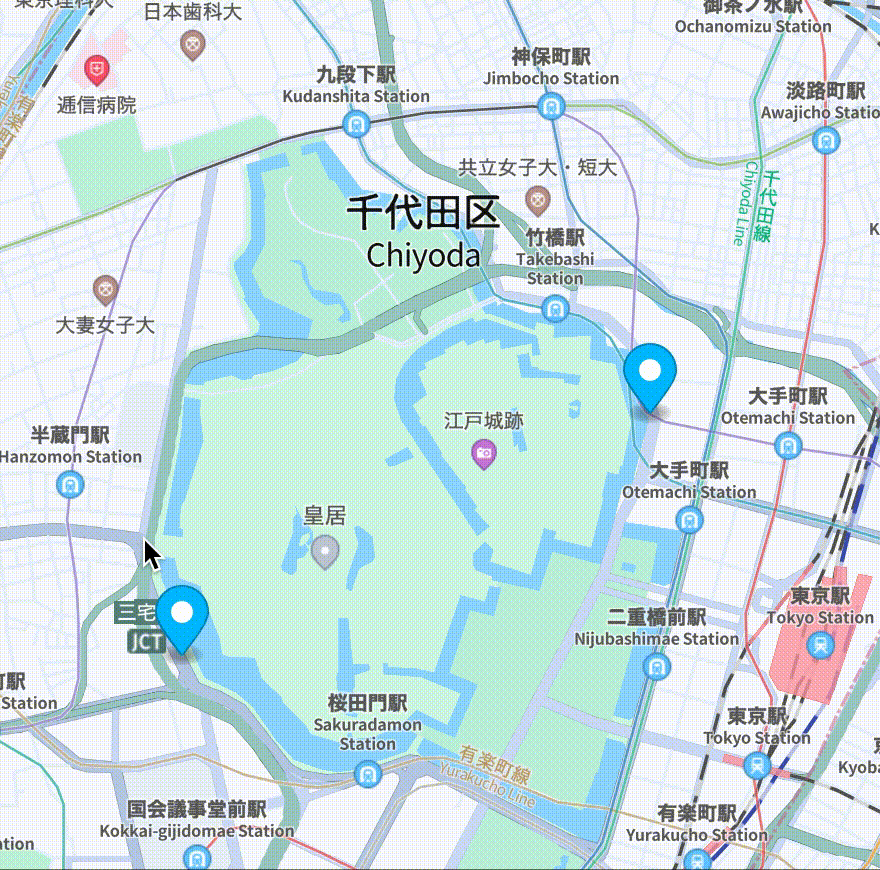 日本歯科大
御茶ノ水駅
Ochanomizu Station
神保町駅
Jimbocho Station
九段下駅
Kudanshita Station
淡路町駅
Awajicho Statio
逓信病院
共立女子大・短大
千代田線
Chiyoda Line
千代田区
Chiyoda
竹橋駅
Takebashi
Station
大妻女子大
大手町駅
Otemachi Station
江戸城跡
半蔵門駅
Hanzomon Station
大手町駅
Otemachi Station
皇居
三宅
JCT
二重橋前駅
Nijubashimae Station
東京駅
Tokyo Station
町駅
Station
桜田門駅
Sakuradamon
Station
東京駅
Tokyo Station
有楽町線
Yurakucho Line
Kyoba
国会議事堂前駅
Kokkai-gijidomae Station
有楽町駅
Yurakucho Station
ation